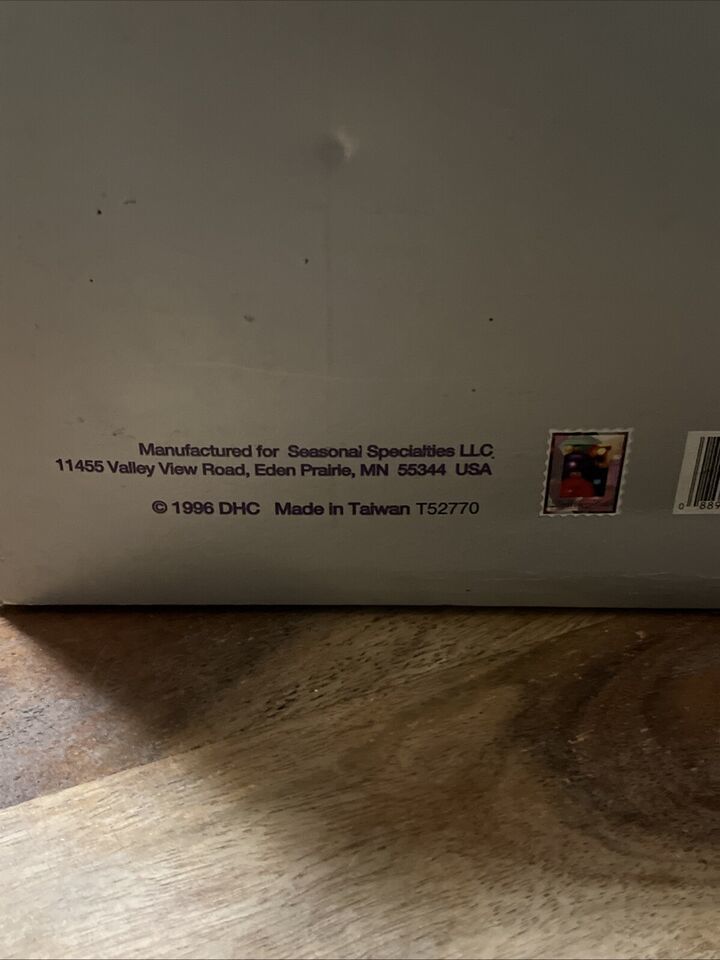 Manufactured for Seasonal Specialties LLC
11455 Valley View Road, Eden Prairie, MN 55344 USA
© 1996 DHC Made in Taiwan T52770
0 889